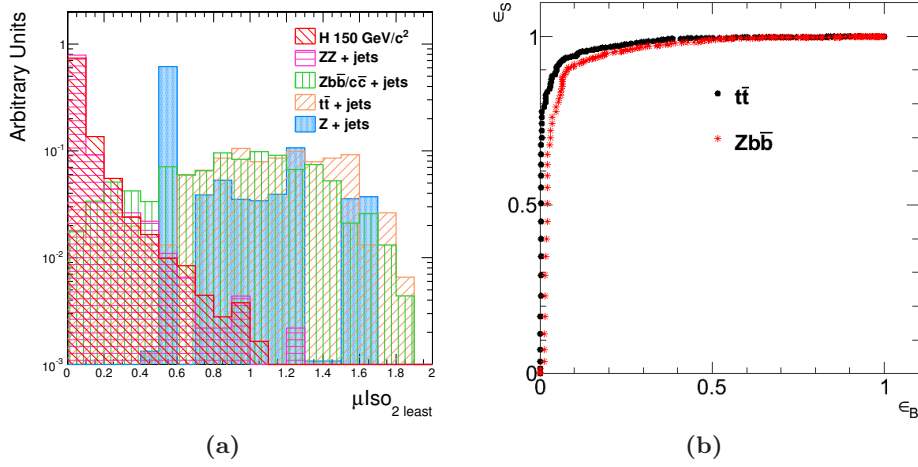 Arbitrary Units
1
10⁻¹
10⁻²
10⁻³
H 150 GeV/c²
ZZ + jets
Zbb̄/cc̄ + jets
tt̄ + jets
Z + jets
0 0.2 0.4 0.6 0.8 1 1.2 1.4 1.6 1.8 2
μIso 2 least
(a)
ϵS
1
0.5
0
tt̄
Zbb̄
0 0.5 1
ϵB
(b)